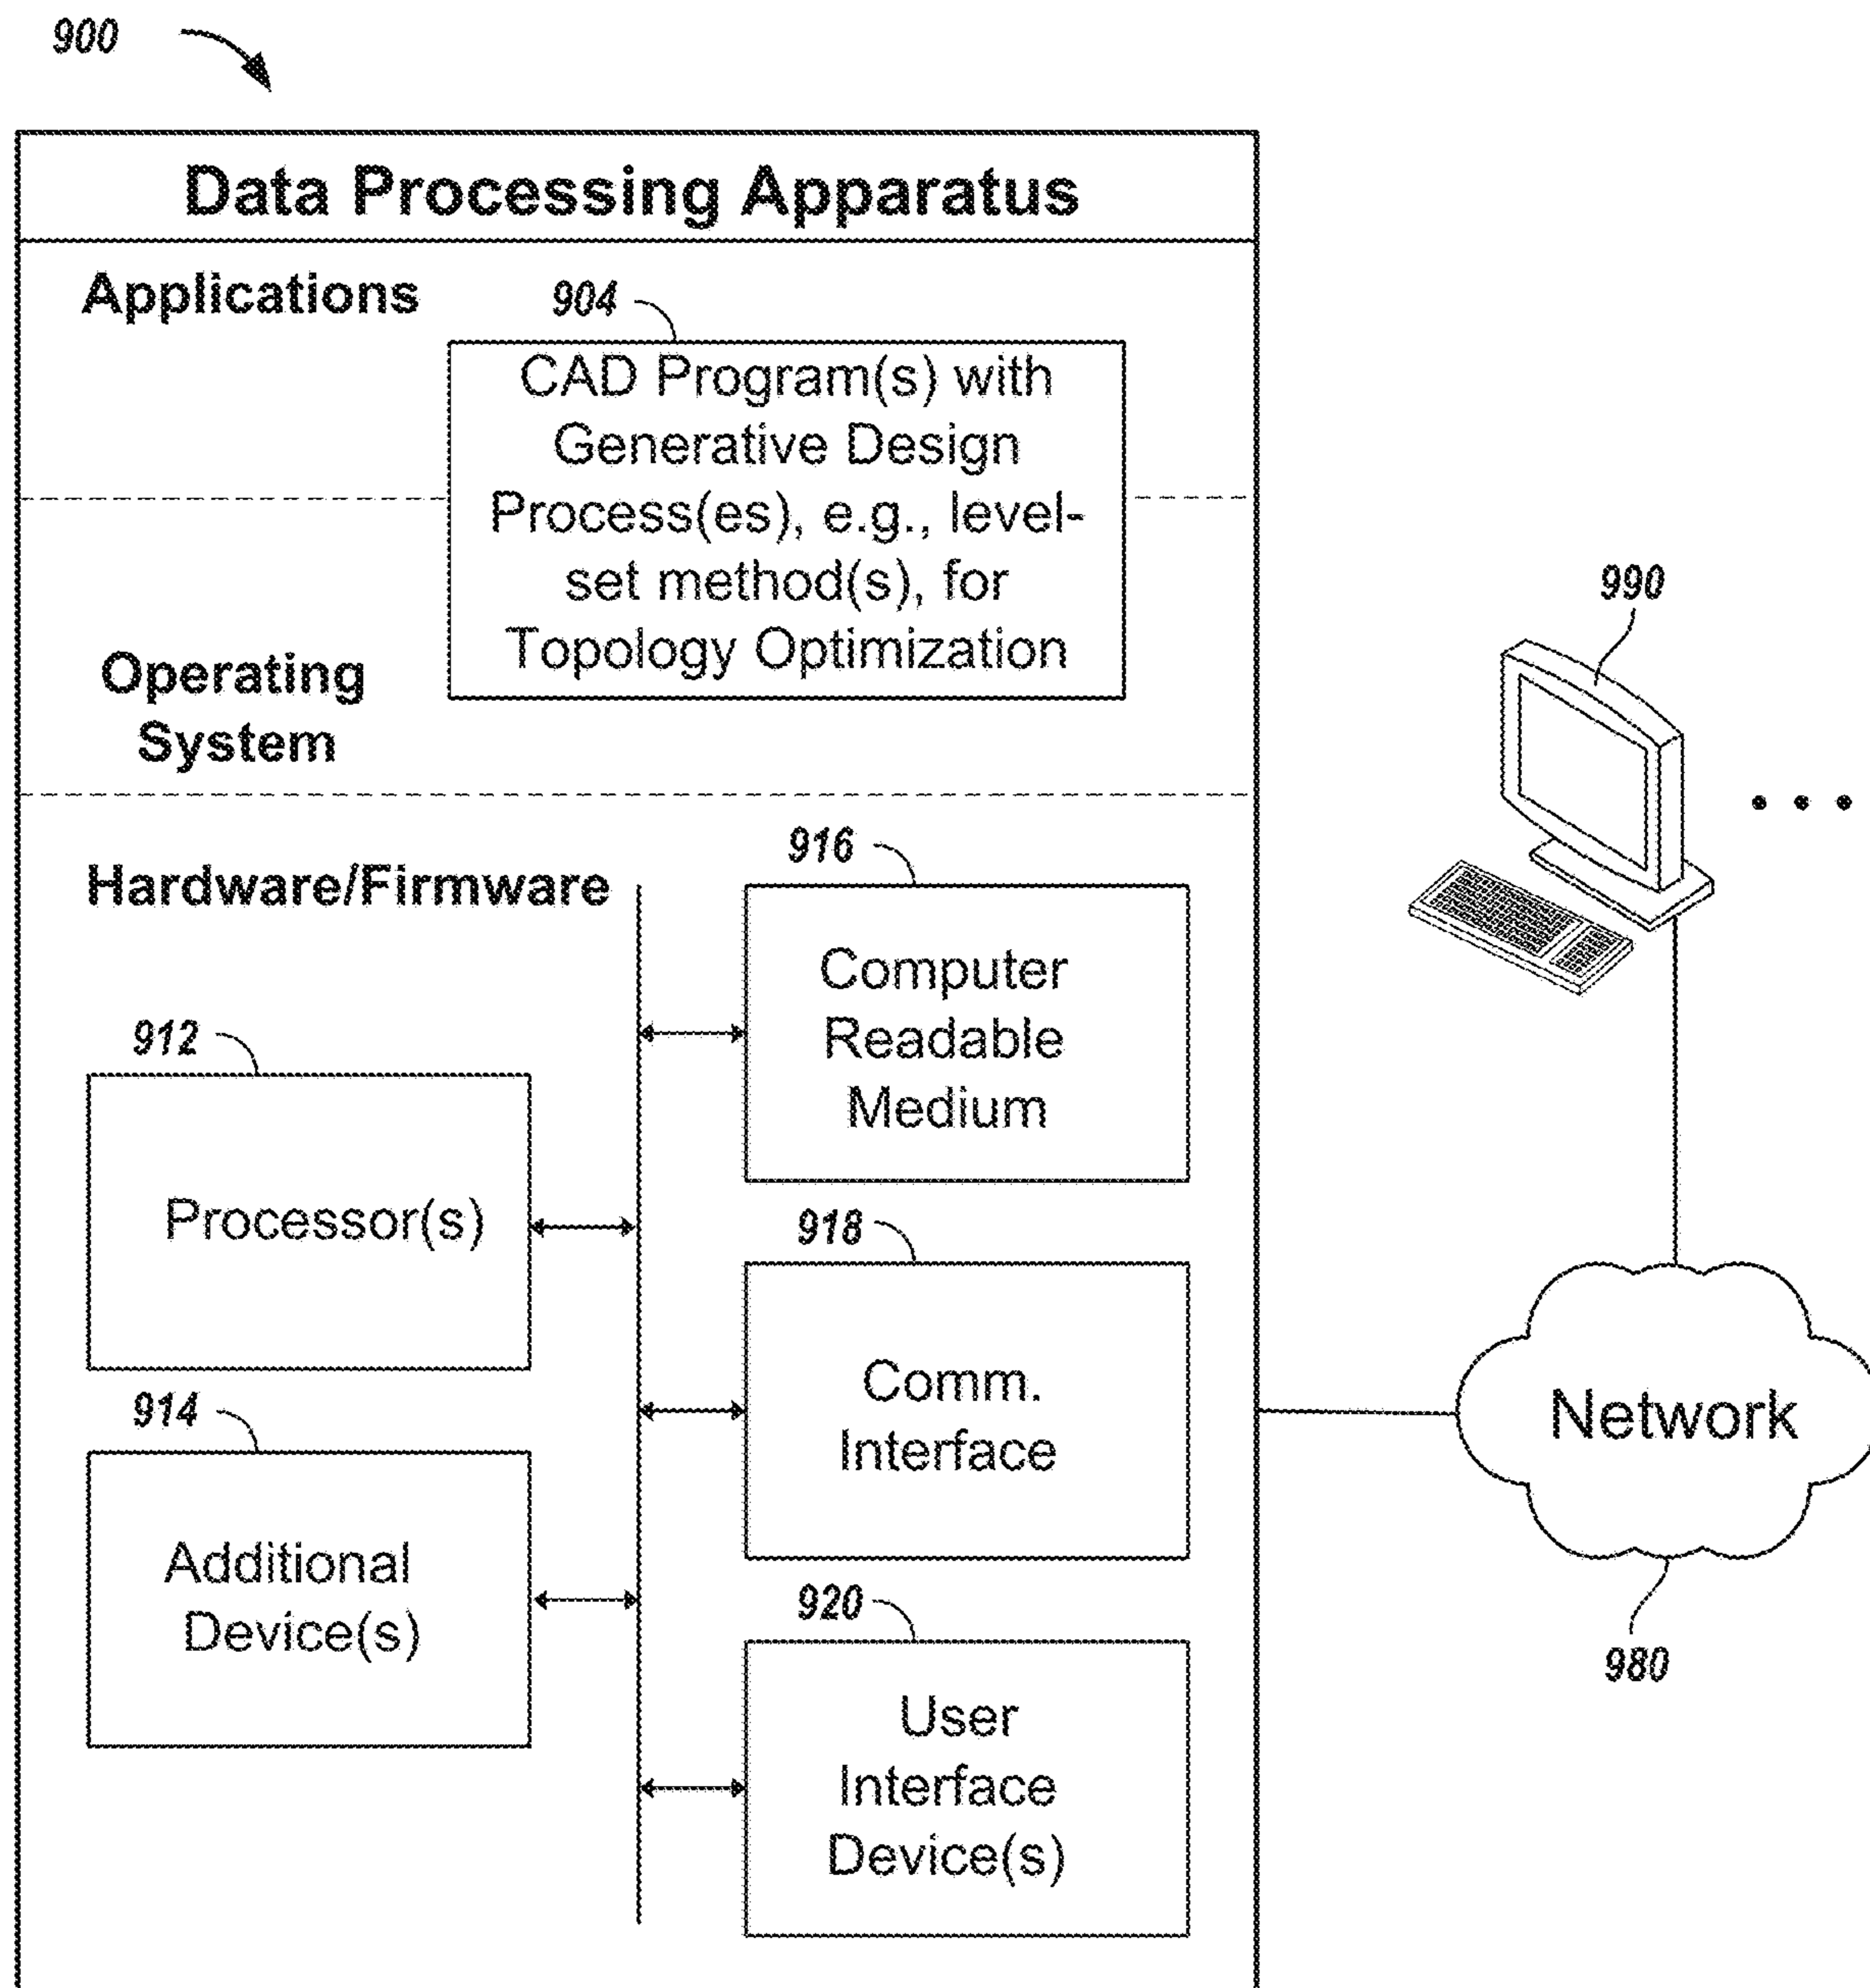 900
Data Processing Apparatus
Applications
904
CAD Program(s) with
Generative Design
Process(es), e.g., level-
set method(s), for
Topology Optimization
Operating
System
990
Hardware/Firmware
916
Computer
Readable
Medium
912
Processor(s)
918
Comm.
Interface
914
Additional
Device(s)
920
User
Interface
Device(s)
Network
980